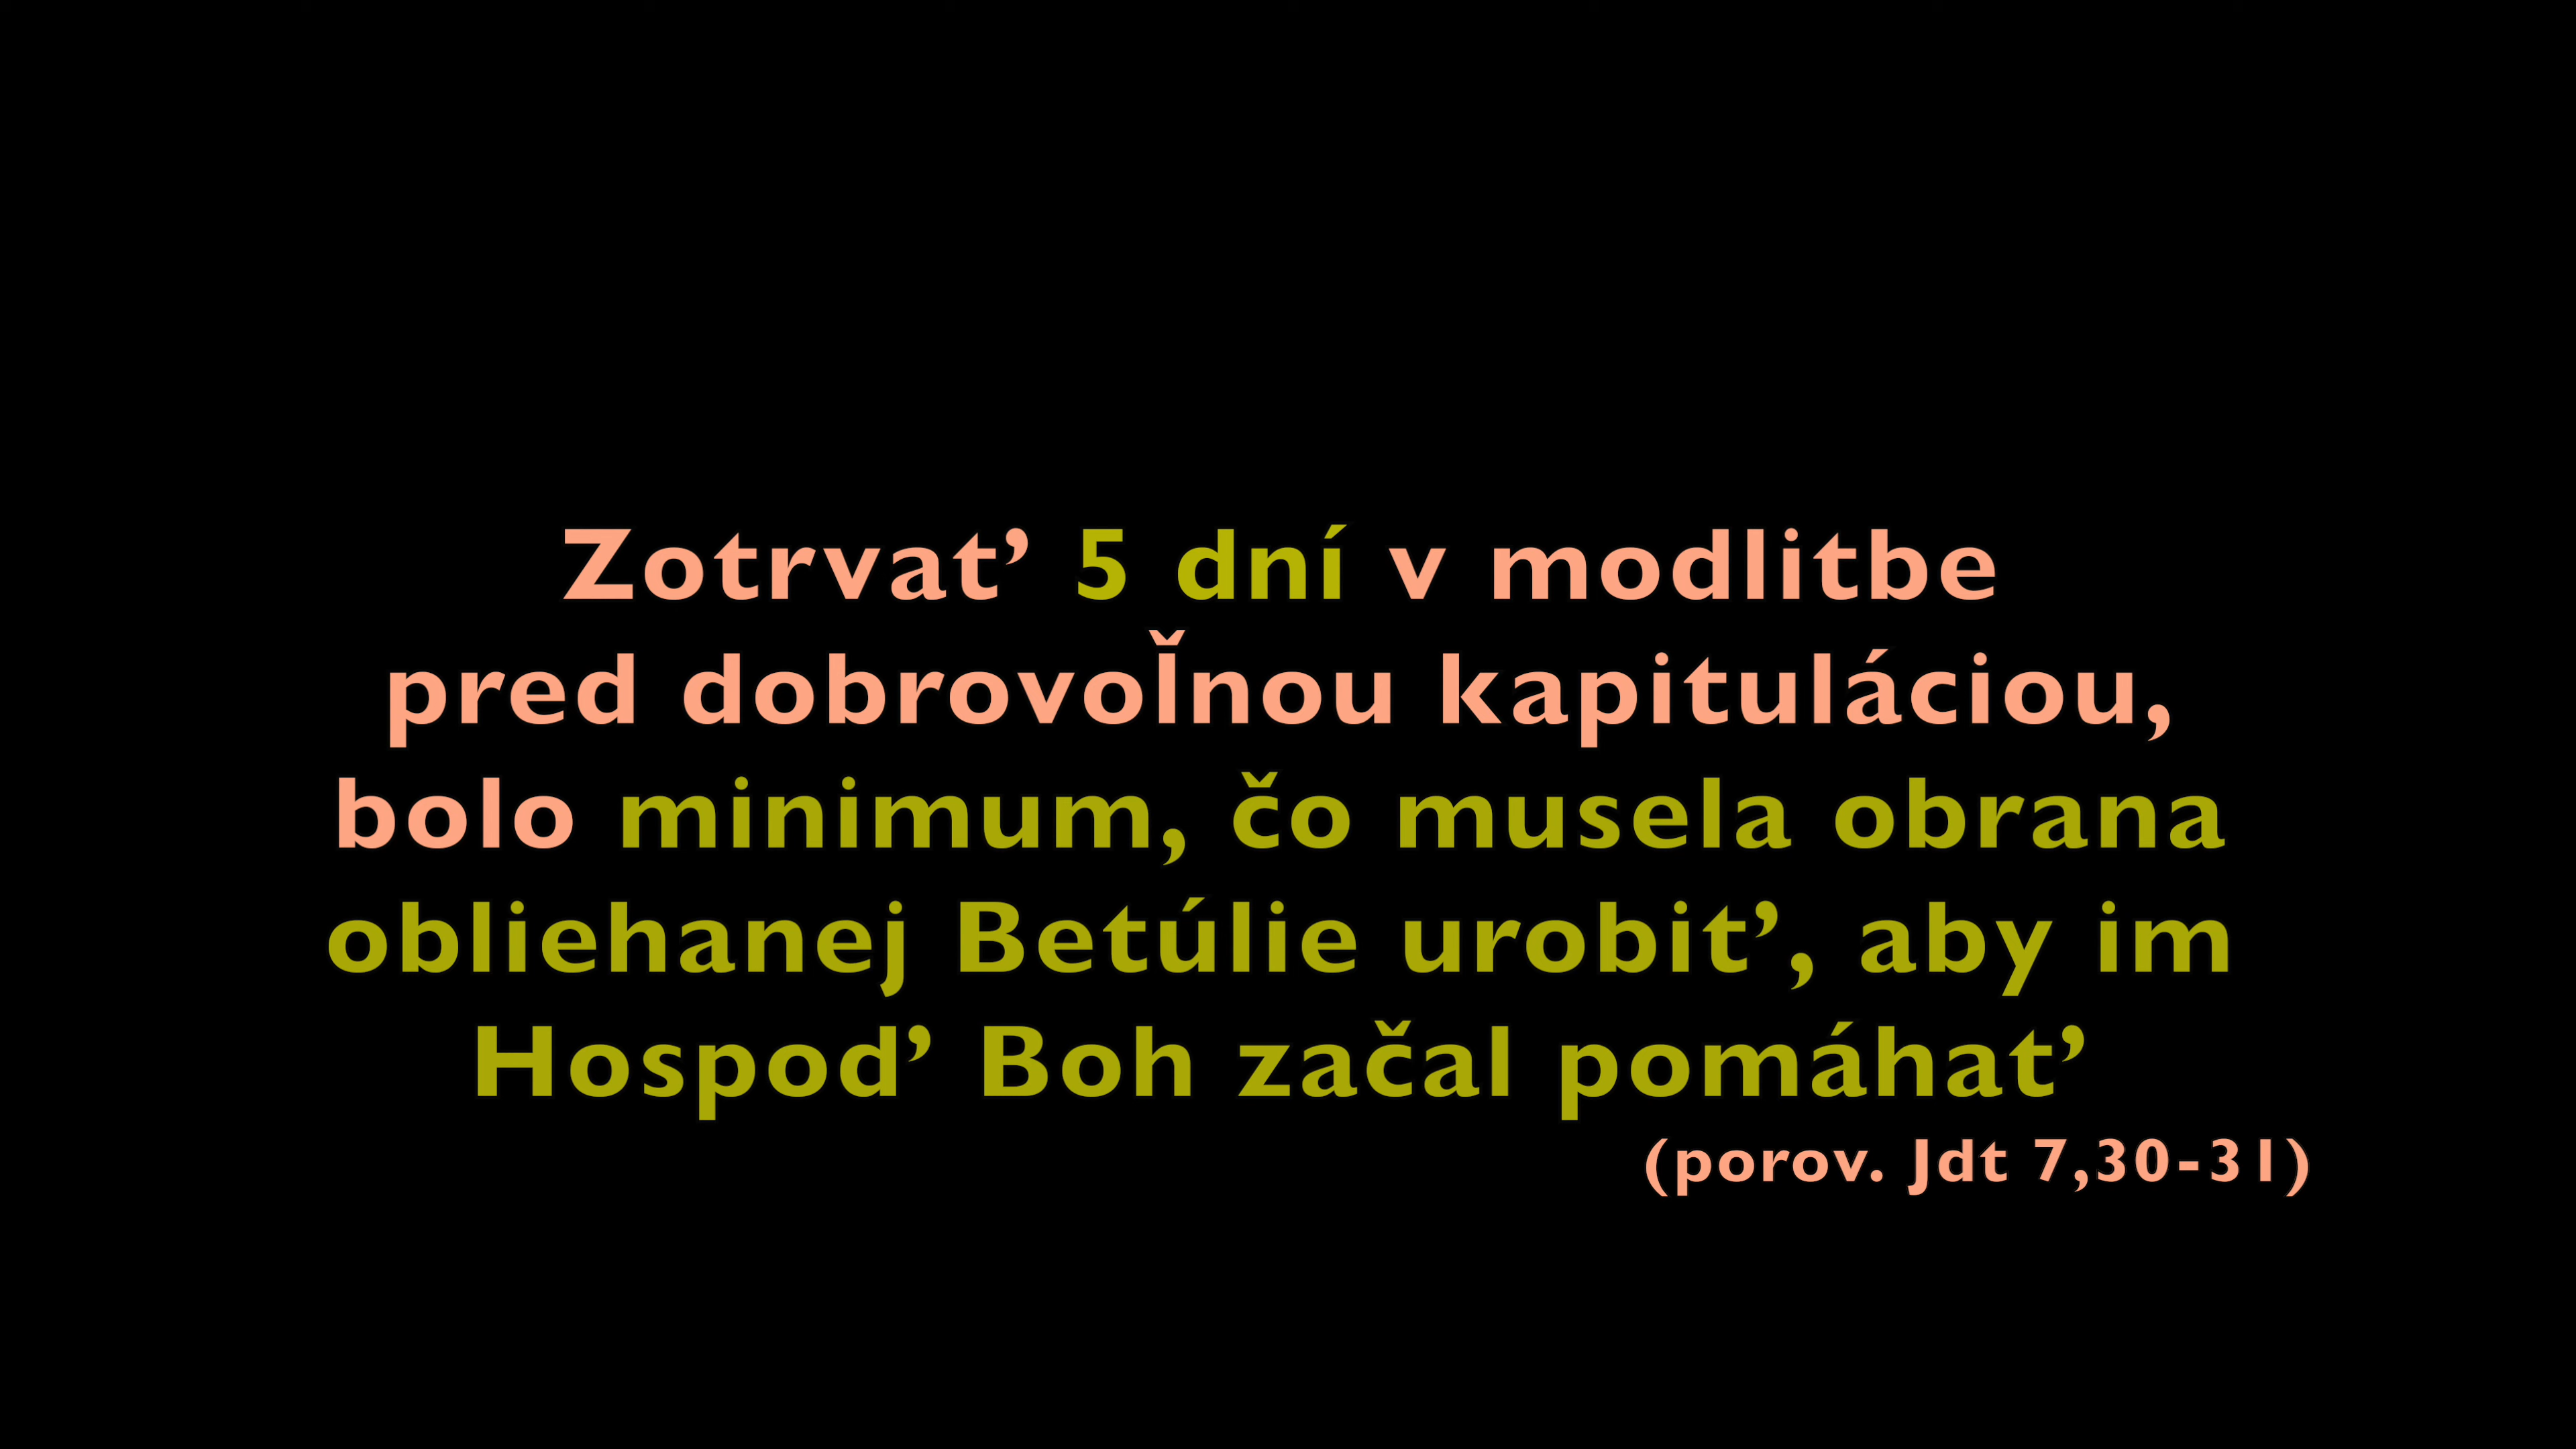 Zotrvať 5 dní v modlitbe
pred dobrovoľnou kapituláciou,
bolo minimum, čo musela obrana
obliehanej Betúlie urobiť, aby im
Hospoď Boh začal pomáhať
(porov. Jdt 7,30-31)